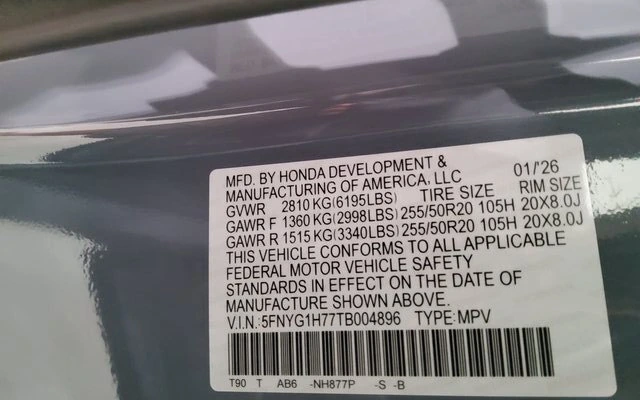 MFD. BY HONDA DEVELOPMENT & 01/'26
MANUFACTURING OF AMERICA, LLC
GVWR 2810 KG(6195LBS) TIRE SIZE RIM SIZE
GAWR F 1360 KG(2998LBS) 255/50R20 105H 20X8.0J
GAWR R 1515 KG(3340LBS) 255/50R20 105H 20X8.0J
THIS VEHICLE CONFORMS TO ALL APPLICABLE
FEDERAL MOTOR VEHICLE SAFETY
STANDARDS IN EFFECT ON THE DATE OF
MANUFACTURE SHOWN ABOVE.
V.I.N.:5FNYG1H77TB004896 TYPE:MPV
T90 T AB6 -NH877P -S -B